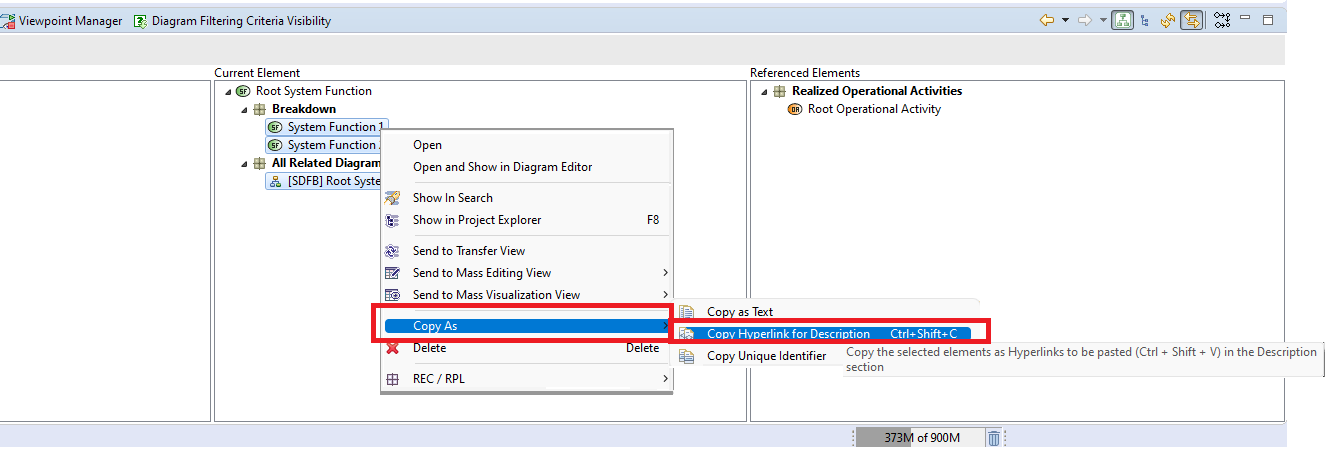 Viewpoint Manager Diagram Filtering Criteria Visibility
Current Element
Referenced Elements
Root System Function
Breakdown
System Function 1
System Function
All Related Diagram
[SDFB] Root Syste
Realized Operational Activities
Root Operational Activity
Open
Open and Show in Diagram Editor
Show In Search
Show in Project Explorer F8
Send to Transfer View
Send to Mass Editing View
Send to Mass Visualization View
Copy As
Delete Delete
REC / RPL
Copy as Text
Copy Hyperlink for Description Ctrl+Shift+C
Copy Unique Identifier
Copy the selected elements as Hyperlinks to be pasted (Ctrl + Shift + V) in the Description
section
373M of 900M